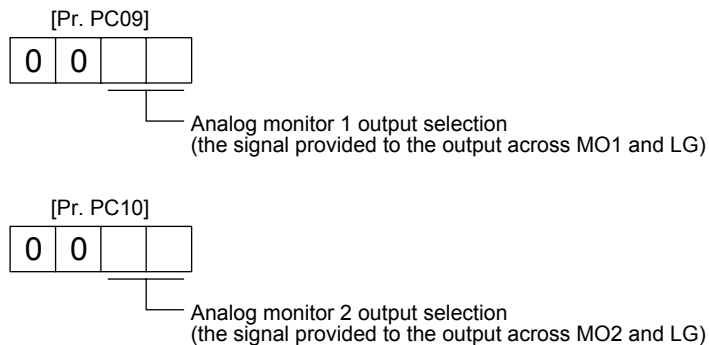 [Pr. PC09]
0 0
Analog monitor 1 output selection
(the signal provided to the output across MO1 and LG)
[Pr. PC10]
0 0
Analog monitor 2 output selection
(the signal provided to the output across MO2 and LG)